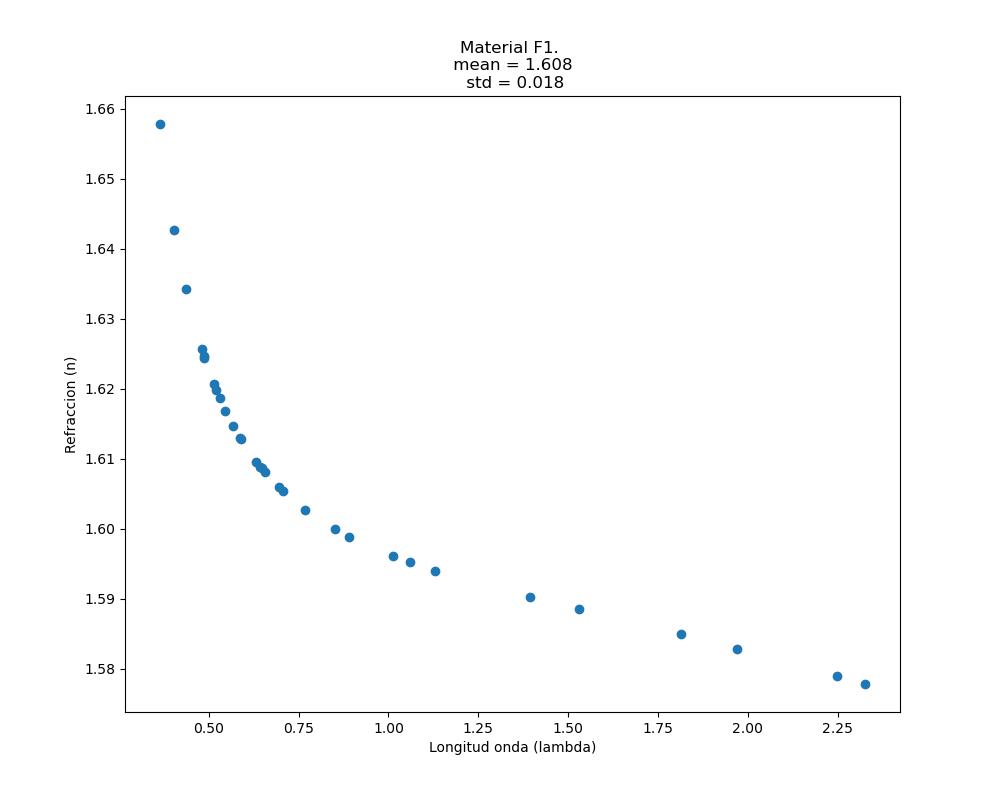 Material F1.
mean = 1.608
std = 0.018
1.66
1.65
1.64
1.63
1.62
1.61
1.60
1.59
1.58
Refraccion (n)
0.50 0.75 1.00 1.25 1.50 1.75 2.00 2.25
Longitud onda (lambda)